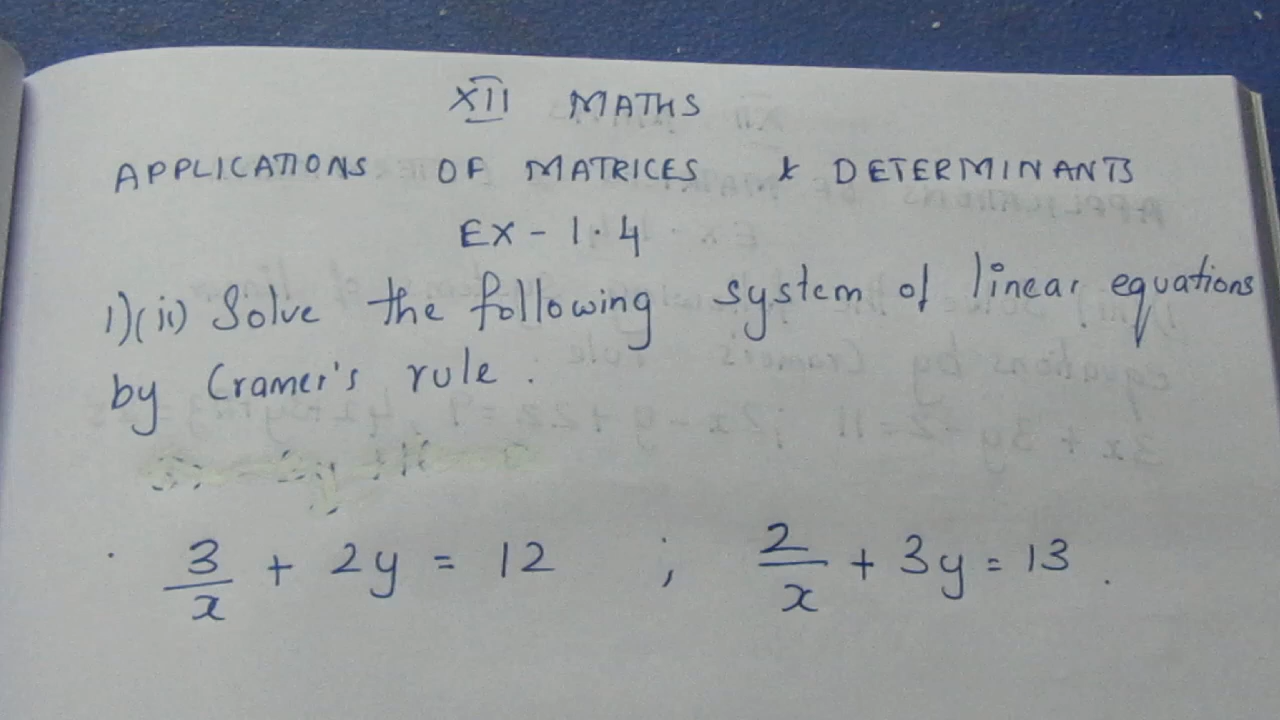 XII MATHS
APPLICATIONS OF MATRICES & DETERMINANTS
EX - 1.4
1)(ii) Solve the following system of linear equations
by Cramer's rule.
3/x + 2y = 12 ; 2/x + 3y = 13.